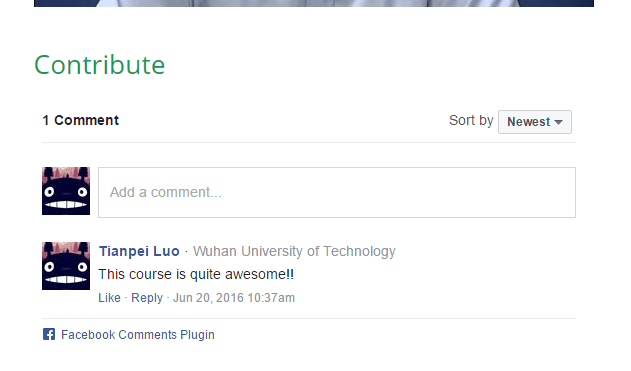 Contribute
1 Comment Sort by Newest
Add a comment...
Tianpei Luo · Wuhan University of Technology
This course is quite awesome!!
Like · Reply · Jun 20, 2016 10:37am
Facebook Comments Plugin